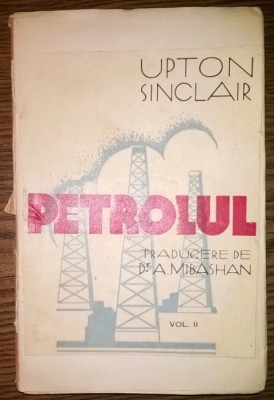 UPTON
SINCLAIR
PETROLUL
TRADUCERE DE
DR A. MIBASHAN
VOL. II